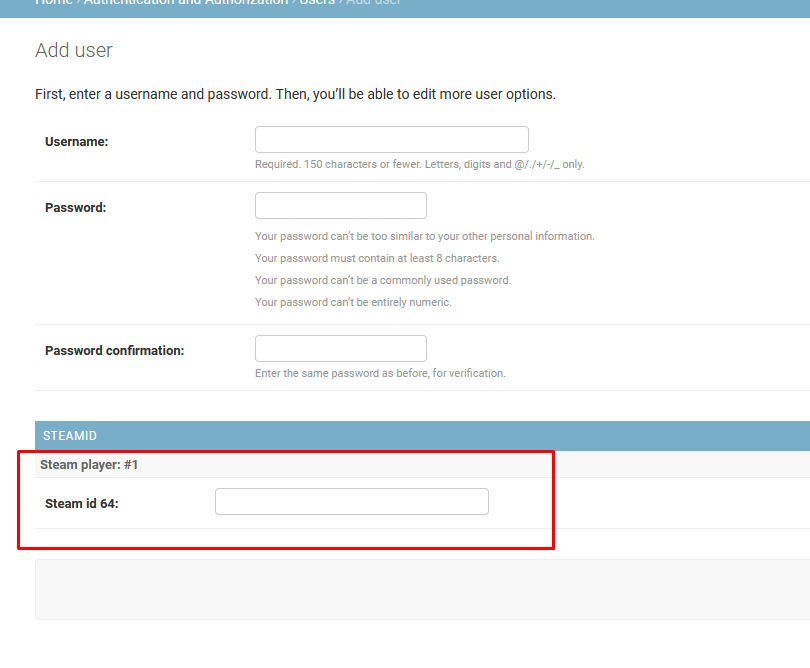 Home › Authentication and Authorization › Users › Add user
Add user
First, enter a username and password. Then, you’ll be able to edit more user options.
Username:
Required. 150 characters or fewer. Letters, digits and @/./+/-/_ only.
Password:
Your password can’t be too similar to your other personal information.
Your password must contain at least 8 characters.
Your password can’t be a commonly used password.
Your password can’t be entirely numeric.
Password confirmation:
Enter the same password as before, for verification.
STEAMID
Steam player: #1
Steam id 64: